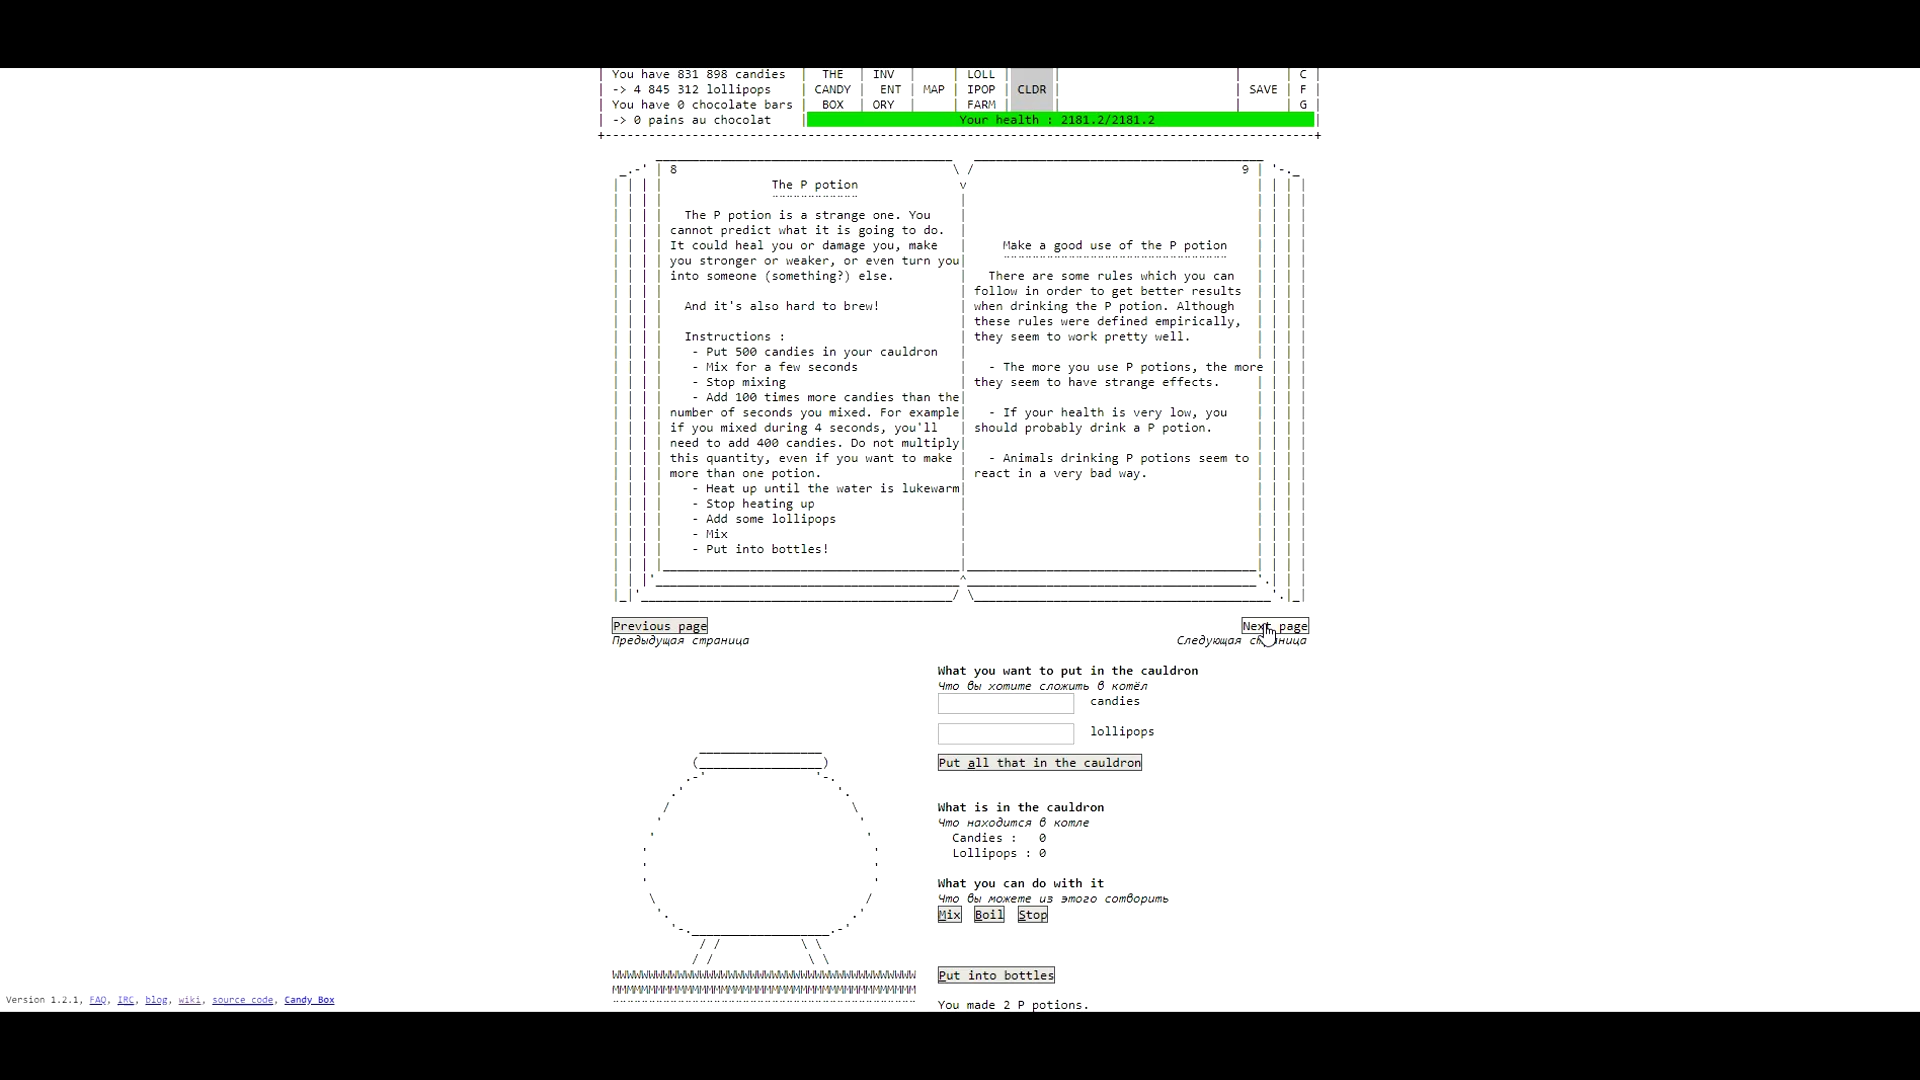 You have 831 898 candies
-> 4 845 312 lollipops
You have 0 chocolate bars
-> 0 pains au chocolat
THE
CANDY
BOX
INV
ENT
ORY
MAP
LOLL
IPOP
FARM
CLDR
SAVE
C
F
G
Your health : 2181.2/2181.2
8
The P potion
The P potion is a strange one. You
cannot predict what it is going to do.
It could heal you or damage you, make
you stronger or weaker, or even turn you
into someone (something?) else.
And it's also hard to brew!
Instructions :
- Put 500 candies in your cauldron
- Mix for a few seconds
- Stop mixing
- Add 100 times more candies than the
number of seconds you mixed. For example
if you mixed during 4 seconds, you'll
need to add 400 candies. Do not multiply
this quantity, even if you want to make
more than one potion.
- Heat up until the water is lukewarm
- Stop heating up
- Add some lollipops
- Mix
- Put into bottles!
9
Make a good use of the P potion
There are some rules which you can
follow in order to get better results
when drinking the P potion. Although
these rules were defined empirically,
they seem to work pretty well.
- The more you use P potions, the more
they seem to have strange effects.
- If your health is very low, you
should probably drink a P potion.
- Animals drinking P potions seem to
react in a very bad way.
Previous page
Предыдущая страница
Next page
Следующая страница
What you want to put in the cauldron
Что вы хотите сложить в котёл
candies
lollipops
Put all that in the cauldron
What is in the cauldron
Что находится в котле
Candies : 0
Lollipops : 0
What you can do with it
Что вы можете из этого сотворить
Mix Boil Stop
Put into bottles
You made 2 P potions.
Version 1.2.1, FAQ, IRC, blog, wiki, source code, Candy Box